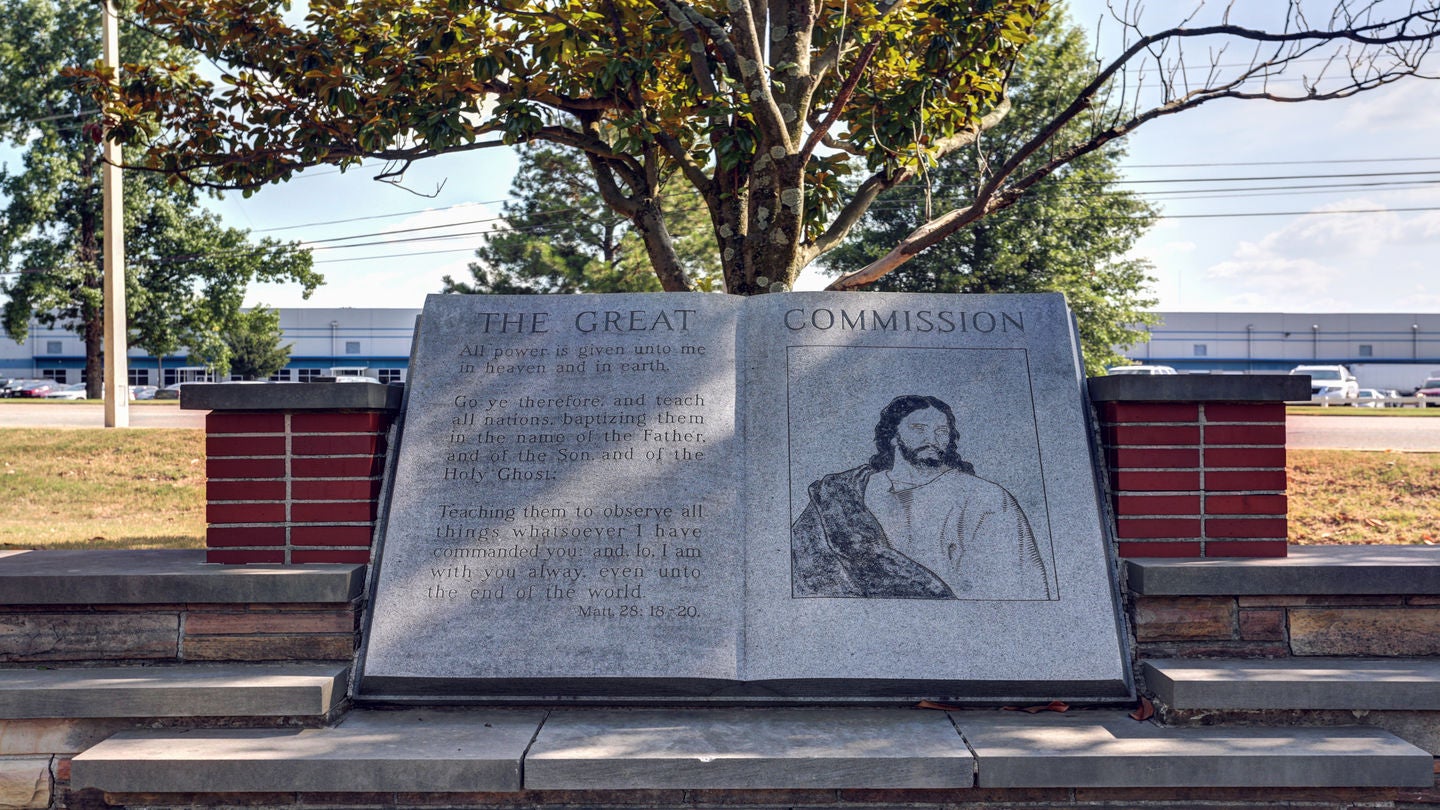 THE GREAT COMMISSION
All power is given unto me
in heaven and in earth.
Go ye therefore, and teach
all nations, baptizing them
in the name of the Father,
and of the Son, and of the
Holy Ghost:
Teaching them to observe all
things whatsoever I have
commanded you: and, lo, I am
with you alway, even unto
the end of the world.
Matt. 28: 18-20.